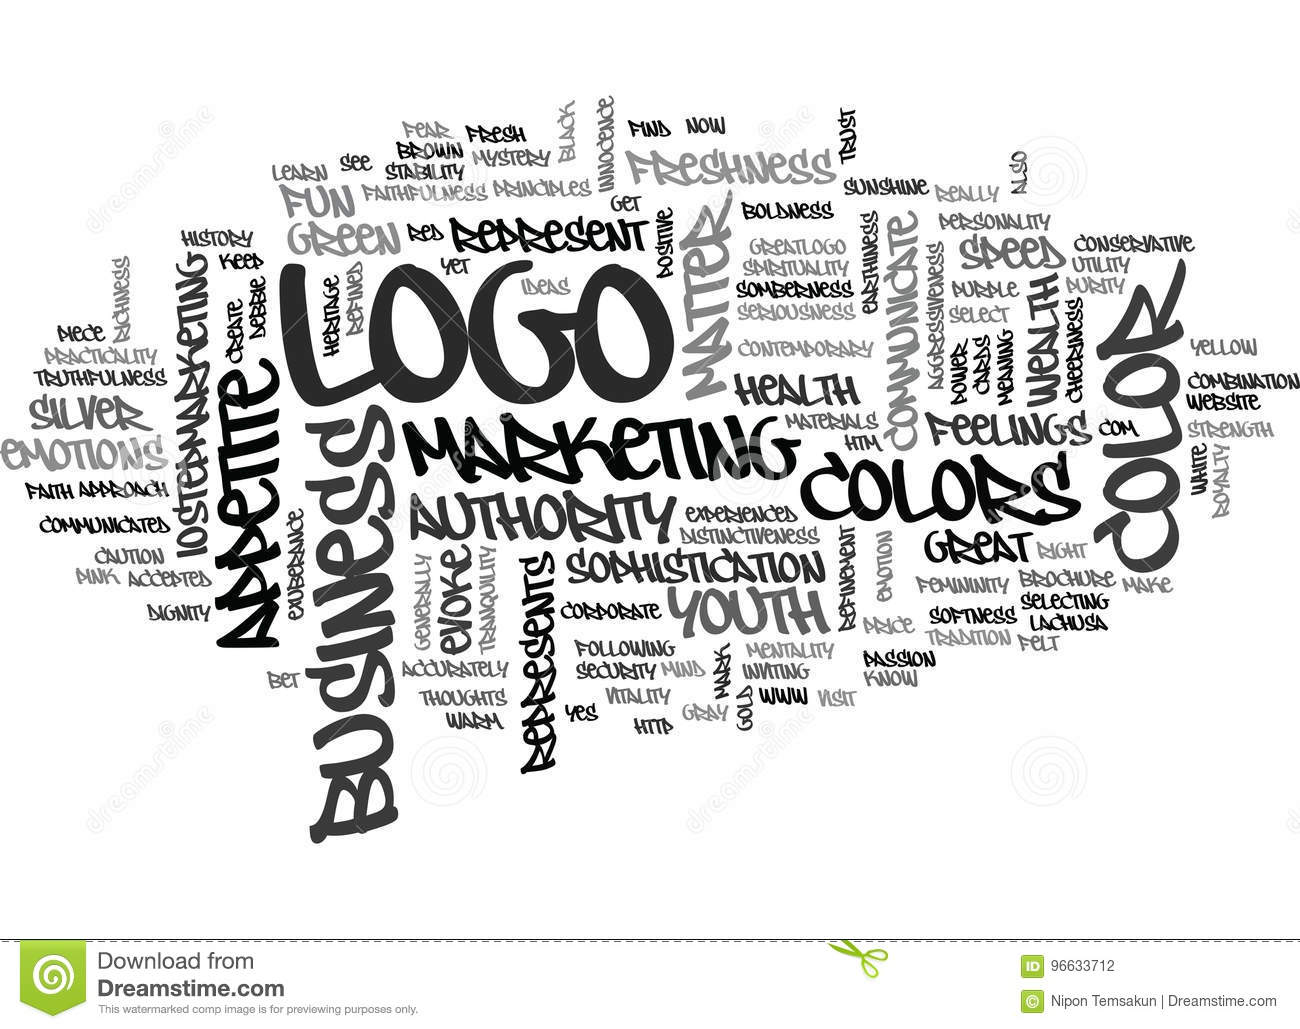 FEAR
FRESH
BLACK
INNOCENCE
FIND
NOW
TRUST
LEARN
SEE
BROWN
MYSTERY
STABILITY
FRESHNESS
ALSO
FUN
FAITHFULNESS
PRINCIPLES
GET
SUNSHINE
REALLY
HISTORY
GREEN
RED
REPRESENT
POSITIVE
MATTER
BOLDNESS
EARTHINESS
COMMUNICATE
PERSONALITY
KEEP
YET
GREATLOGO
SPEED
CONSERVATIVE
RICHNESS
LOGO
IDEAS
SPIRITUALITY
UTILITY
DEBBIE
HERITAGE
REFINED
SOMBERNESS
AGGRESSIVENESS
PURPLE
WEALTH
PURITY
PIECE
CREATE
SERIOUSNESS
SELECT
CHEERINESS
COLOR
PRACTICALITY
10STEPMARKETING
CONTEMPORARY
POWER
CARDS
MEANING
YELLOW
TRUTHFULNESS
APPETITE
HEALTH
COMBINATION
SILVER
MATERIALS
WEBSITE
EMOTIONS
BUSINESS
MARKETING
HTM
FEELINGS
COM
STRENGTH
FAITH
APPROACH
COLORS
WHITE
ROYALTY
COMMUNICATED
EXUBERANCE
AUTHORITY
EXPERIENCED
DISTINCTIVENESS
REFINEMENT
EMOTION
GREAT
RIGHT
CAUTION
GENERALLY
EVOKE
TRANQUILITY
REPRESENTS
SOPHISTICATION
PINK
ACCEPTED
FEMININITY
BROCHURE
MAKE
DIGNITY
CORPORATE
YOUTH
SOFTNESS
SELECTING
PRICE
LACHUSA
FOLLOWING
MENTALITY
TRADITION
FELT
BET
ACCURATELY
SECURITY
MIND
MARK
INVITING
PASSION
KNOW
THOUGHTS
VITALITY
GOLD
WWW
VISIT
WARM
YES
HTTP
GRAY
Download from
Dreamstime.com
This watermarked comp image is for previewing purposes only.
ID 96633712
© Nipon Temsakun | Dreamstime.com